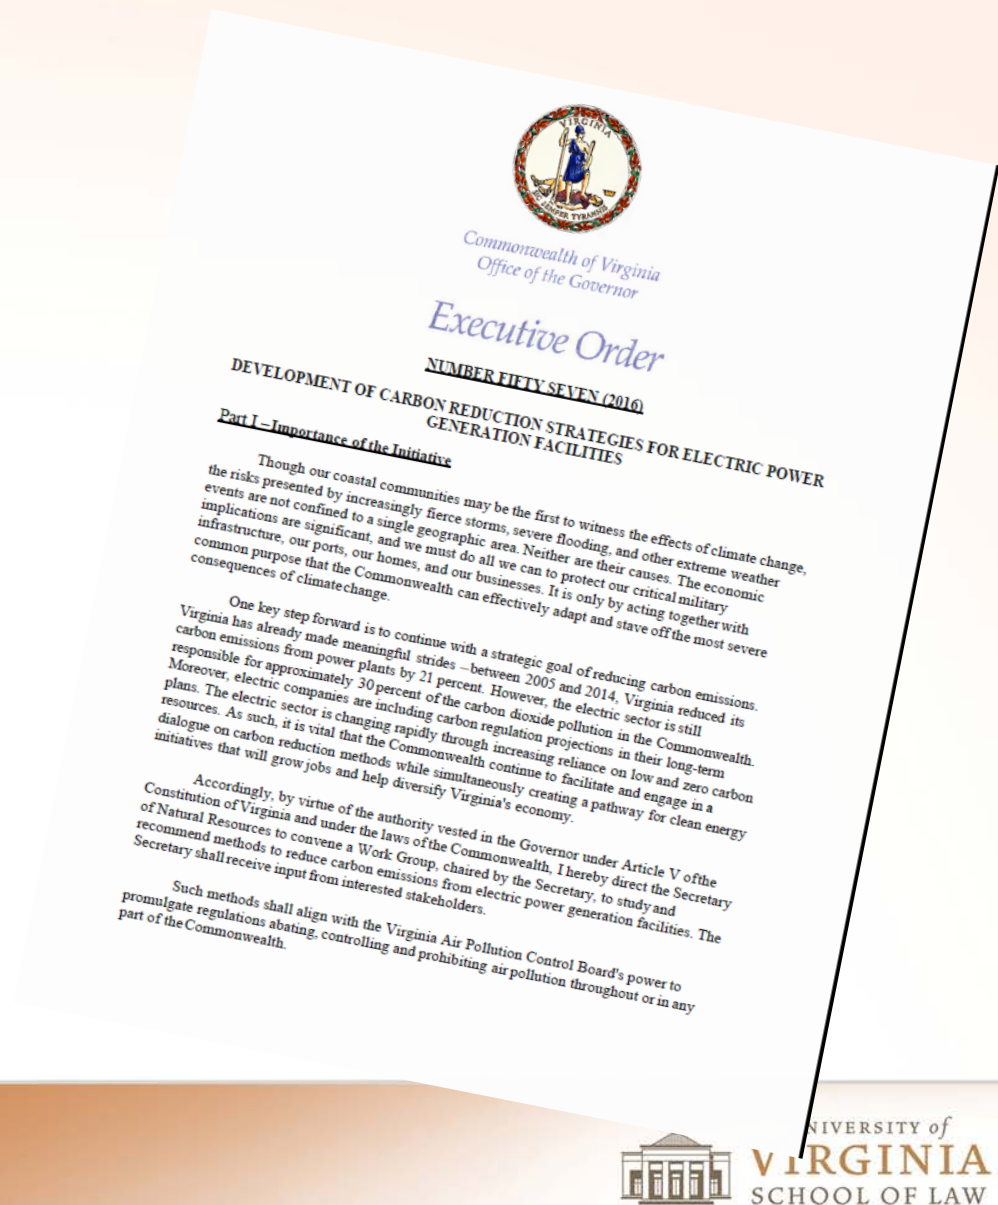 VIRGINIA
SIC SEMPER TYRANNIS
Commonwealth of Virginia
Office of the Governor
Executive Order
NUMBER FIFTY SEVEN (2016)
DEVELOPMENT OF CARBON REDUCTION STRATEGIES FOR ELECTRIC POWER
GENERATION FACILITIES
Part I – Importance of the Initiative
Though our coastal communities may be the first to witness the effects of climate change,
the risks presented by increasingly fierce storms, severe flooding, and other extreme weather
events are not confined to a single geographic area. Neither are their causes. The economic
implications are significant, and we must do all we can to protect our critical military
infrastructure, our ports, our homes, and our businesses. It is only by acting together with
common purpose that the Commonwealth can effectively adapt and stave off the most severe
consequences of climate change.
One key step forward is to continue with a strategic goal of reducing carbon emissions.
Virginia has already made meaningful strides – between 2005 and 2014, Virginia reduced its
carbon emissions from power plants by 21 percent. However, the electric sector is still
responsible for approximately 30 percent of the carbon dioxide pollution in the Commonwealth.
Moreover, electric companies are including carbon regulation projections in their long-term
plans. The electric sector is changing rapidly through increasing reliance on low and zero carbon
resources. As such, it is vital that the Commonwealth continue to facilitate and engage in a
dialogue on carbon reduction methods while simultaneously creating a pathway for clean energy
initiatives that will grow jobs and help diversify Virginia's economy.
Accordingly, by virtue of the authority vested in the Governor under Article V of the
Constitution of Virginia and under the laws of the Commonwealth, I hereby direct the Secretary
of Natural Resources to convene a Work Group, chaired by the Secretary, to study and
recommend methods to reduce carbon emissions from electric power generation facilities. The
Secretary shall receive input from interested stakeholders.
Such methods shall align with the Virginia Air Pollution Control Board's power to
promulgate regulations abating, controlling and prohibiting air pollution throughout or in any
part of the Commonwealth.
NIVERSITY of
VIRGINIA
SCHOOL OF LAW